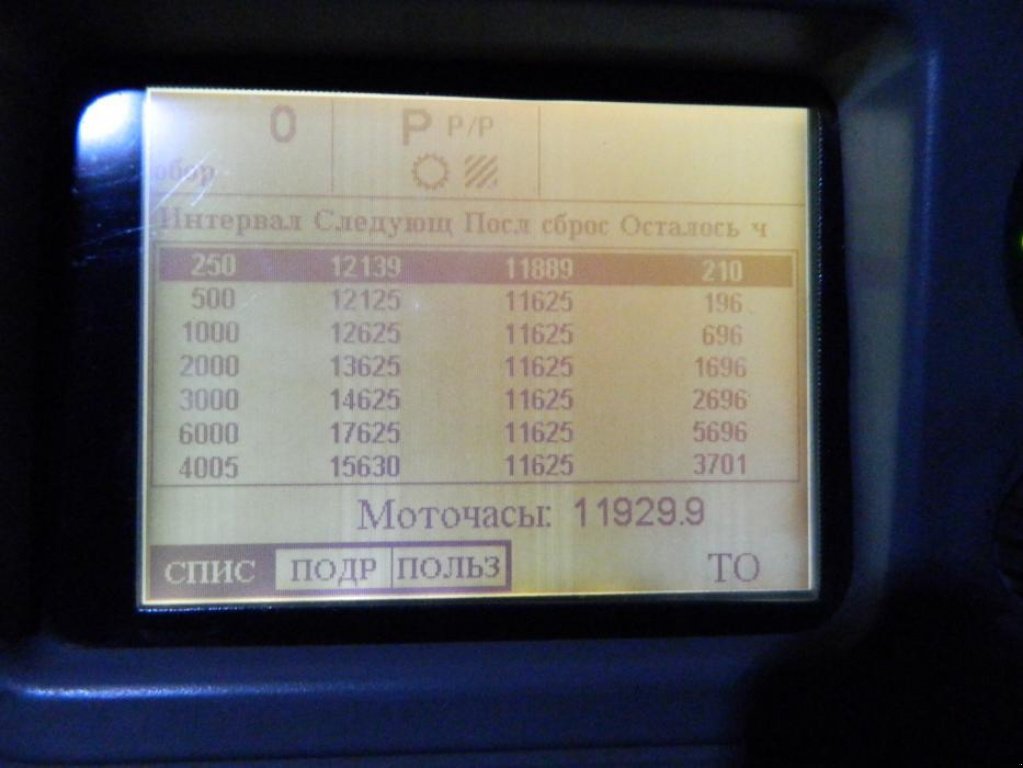 0 P P/P
обор
Интервал Следующ Посл сброс Осталось ч
250 12139 11889 210
500 12125 11625 196
1000 12625 11625 696
2000 13625 11625 1696
3000 14625 11625 2696
6000 17625 11625 5696
4005 15630 11625 3701
Моточасы: 11929.9
СПИС ПОДР ПОЛЬЗ ТО